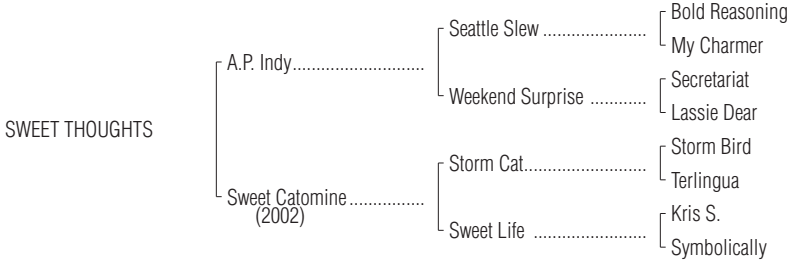 Bold Reasoning
Seattle Slew ......................
My Charmer
A.P. Indy............................
Secretariat
Weekend Surprise ............
Lassie Dear
SWEET THOUGHTS
Storm Bird
Storm Cat..........................
Terlingua
Sweet Catomine................
(2002)
Kris S.
Sweet Life ........................
Symbolically